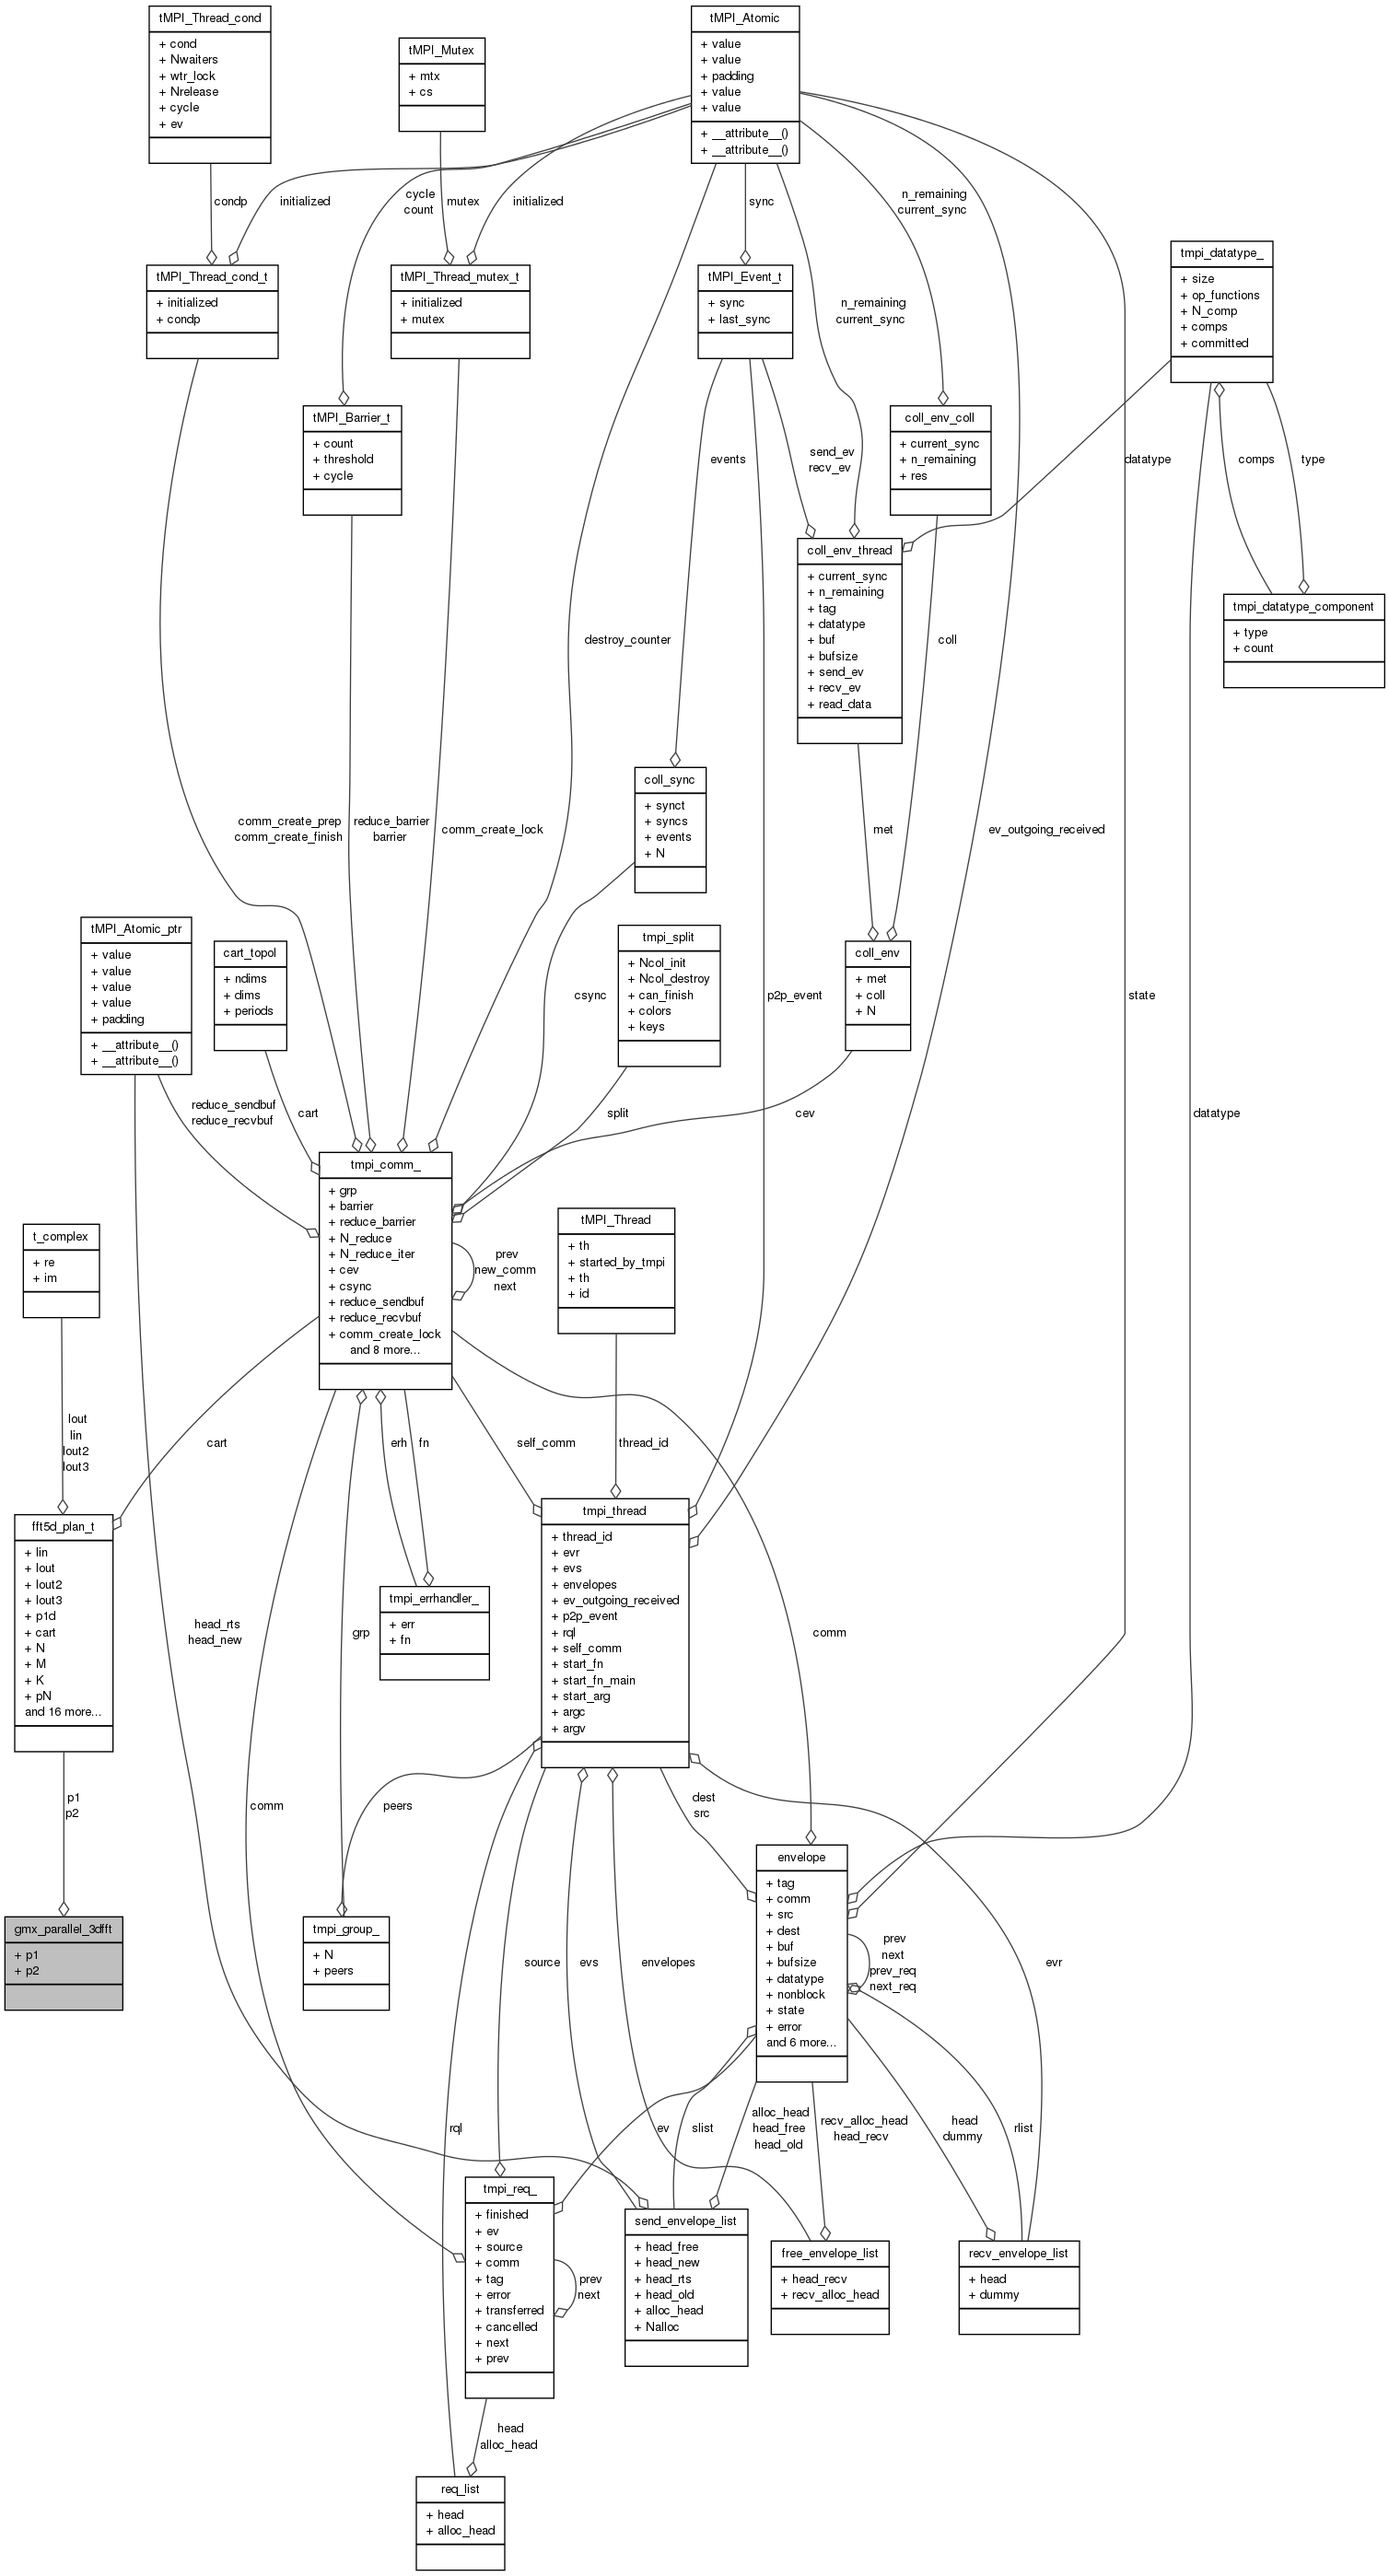 tMPI_Thread_cond
+ cond
+ Nwaiters
+ wtr_lock
+ Nrelease
+ cycle
+ ev
tMPI_Mutex
+ mtx
+ cs
tMPI_Atomic
+ value
+ value
+ padding
+ value
+ value
+ __attribute__()
+ __attribute__()
condp
initialized
cycle
count
mutex
initialized
sync
n_remaining
current_sync
tMPI_Thread_cond_t
+ initialized
+ condp
tMPI_Thread_mutex_t
+ initialized
+ mutex
tMPI_Event_t
+ sync
+ last_sync
n_remaining
current_sync
tmpi_datatype_
+ size
+ op_functions
+ N_comp
+ comps
+ committed
tMPI_Barrier_t
+ count
+ threshold
+ cycle
coll_env_coll
+ current_sync
+ n_remaining
+ res
events
send_ev
recv_ev
datatype
comps
type
coll_env_thread
+ current_sync
+ n_remaining
+ tag
+ datatype
+ buf
+ bufsize
+ send_ev
+ recv_ev
+ read_data
tmpi_datatype_component
+ type
+ count
destroy_counter
coll
coll_sync
+ synct
+ syncs
+ events
+ N
comm_create_prep
comm_create_finish
reduce_barrier
barrier
comm_create_lock
met
ev_outgoing_received
tMPI_Atomic_ptr
+ value
+ value
+ value
+ value
+ padding
+ __attribute__()
+ __attribute__()
cart_topol
+ ndims
+ dims
+ periods
tmpi_split
+ Ncol_init
+ Ncol_destroy
+ can_finish
+ colors
+ keys
coll_env
+ met
+ coll
+ N
csync
p2p_event
state
reduce_sendbuf
reduce_recvbuf
cart
split
cev
datatype
tmpi_comm_
+ grp
+ barrier
+ reduce_barrier
+ N_reduce
+ N_reduce_iter
+ cev
+ csync
+ reduce_sendbuf
+ reduce_recvbuf
+ comm_create_lock
and 8 more...
prev
new_comm
next
tMPI_Thread
+ th
+ started_by_tmpi
+ th
+ id
t_complex
+ re
+ im
lout
lin
lout2
lout3
cart
erh
fn
self_comm
thread_id
fft5d_plan_t
+ lin
+ lout
+ lout2
+ lout3
+ p1d
+ cart
+ N
+ M
+ K
+ pN
and 16 more...
tmpi_thread
+ thread_id
+ evr
+ evs
+ envelopes
+ ev_outgoing_received
+ p2p_event
+ rql
+ self_comm
+ start_fn
+ start_fn_main
+ start_arg
+ argc
+ argv
tmpi_errhandler_
+ err
+ fn
head_rts
head_new
grp
comm
p1
p2
comm
peers
dest
src
envelope
+ tag
+ comm
+ src
+ dest
+ buf
+ bufsize
+ datatype
+ nonblock
+ state
+ error
and 6 more...
gmx_parallel_3dfft
+ p1
+ p2
tmpi_group_
+ N
+ peers
source
evs
envelopes
prev
next
prev_req
next_req
evr
rql
ev
slist
alloc_head
head_free
head_old
recv_alloc_head
head_recv
head
dummy
rlist
tmpi_req_
+ finished
+ ev
+ source
+ comm
+ tag
+ error
+ transferred
+ cancelled
+ next
+ prev
prev
next
send_envelope_list
+ head_free
+ head_new
+ head_rts
+ head_old
+ alloc_head
+ Nalloc
free_envelope_list
+ head_recv
+ recv_alloc_head
recv_envelope_list
+ head
+ dummy
head
alloc_head
req_list
+ head
+ alloc_head